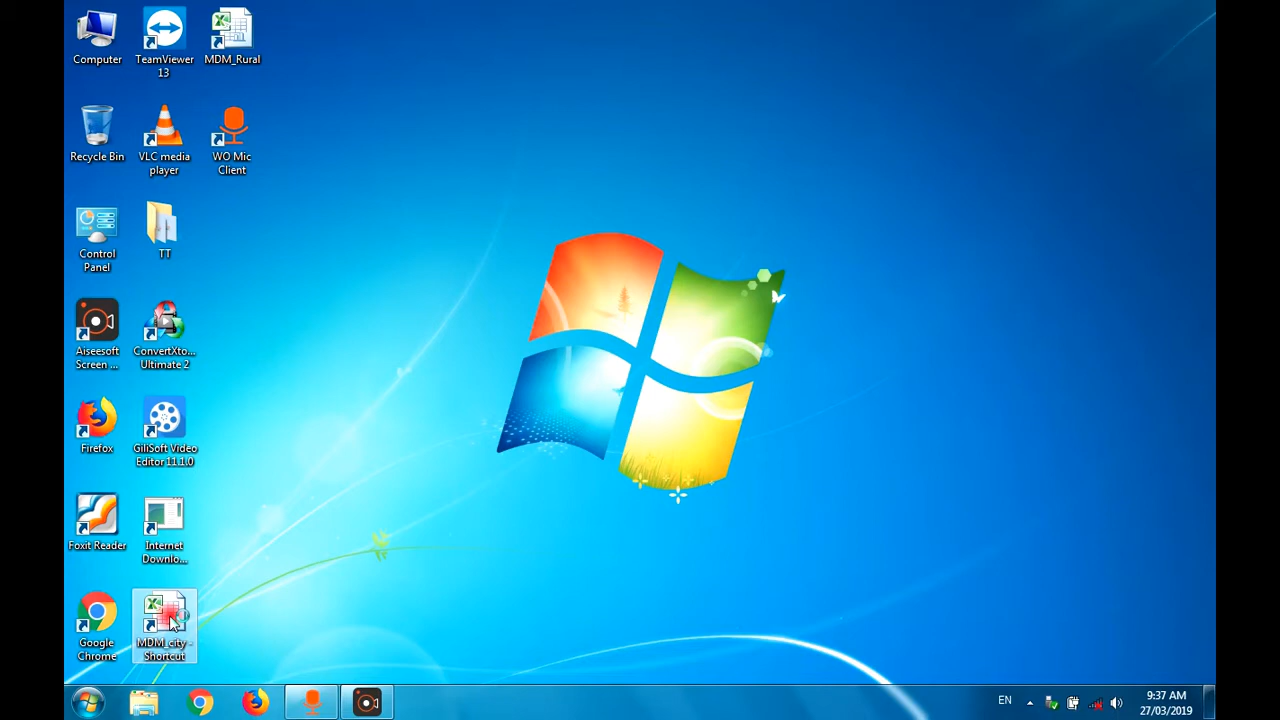 Computer
TeamViewer
13
MDM_Rural
Recycle Bin
VLC media
player
WO Mic
Client
Control
Panel
TT
Aiseesoft
Screen ...
ConvertXto...
Ultimate 2
Firefox
GiliSoft Video
Editor 11.1.0
Foxit Reader
Internet
Downlo...
Google
Chrome
MDM_city -
Shortcut
EN
9:37 AM
27/03/2019